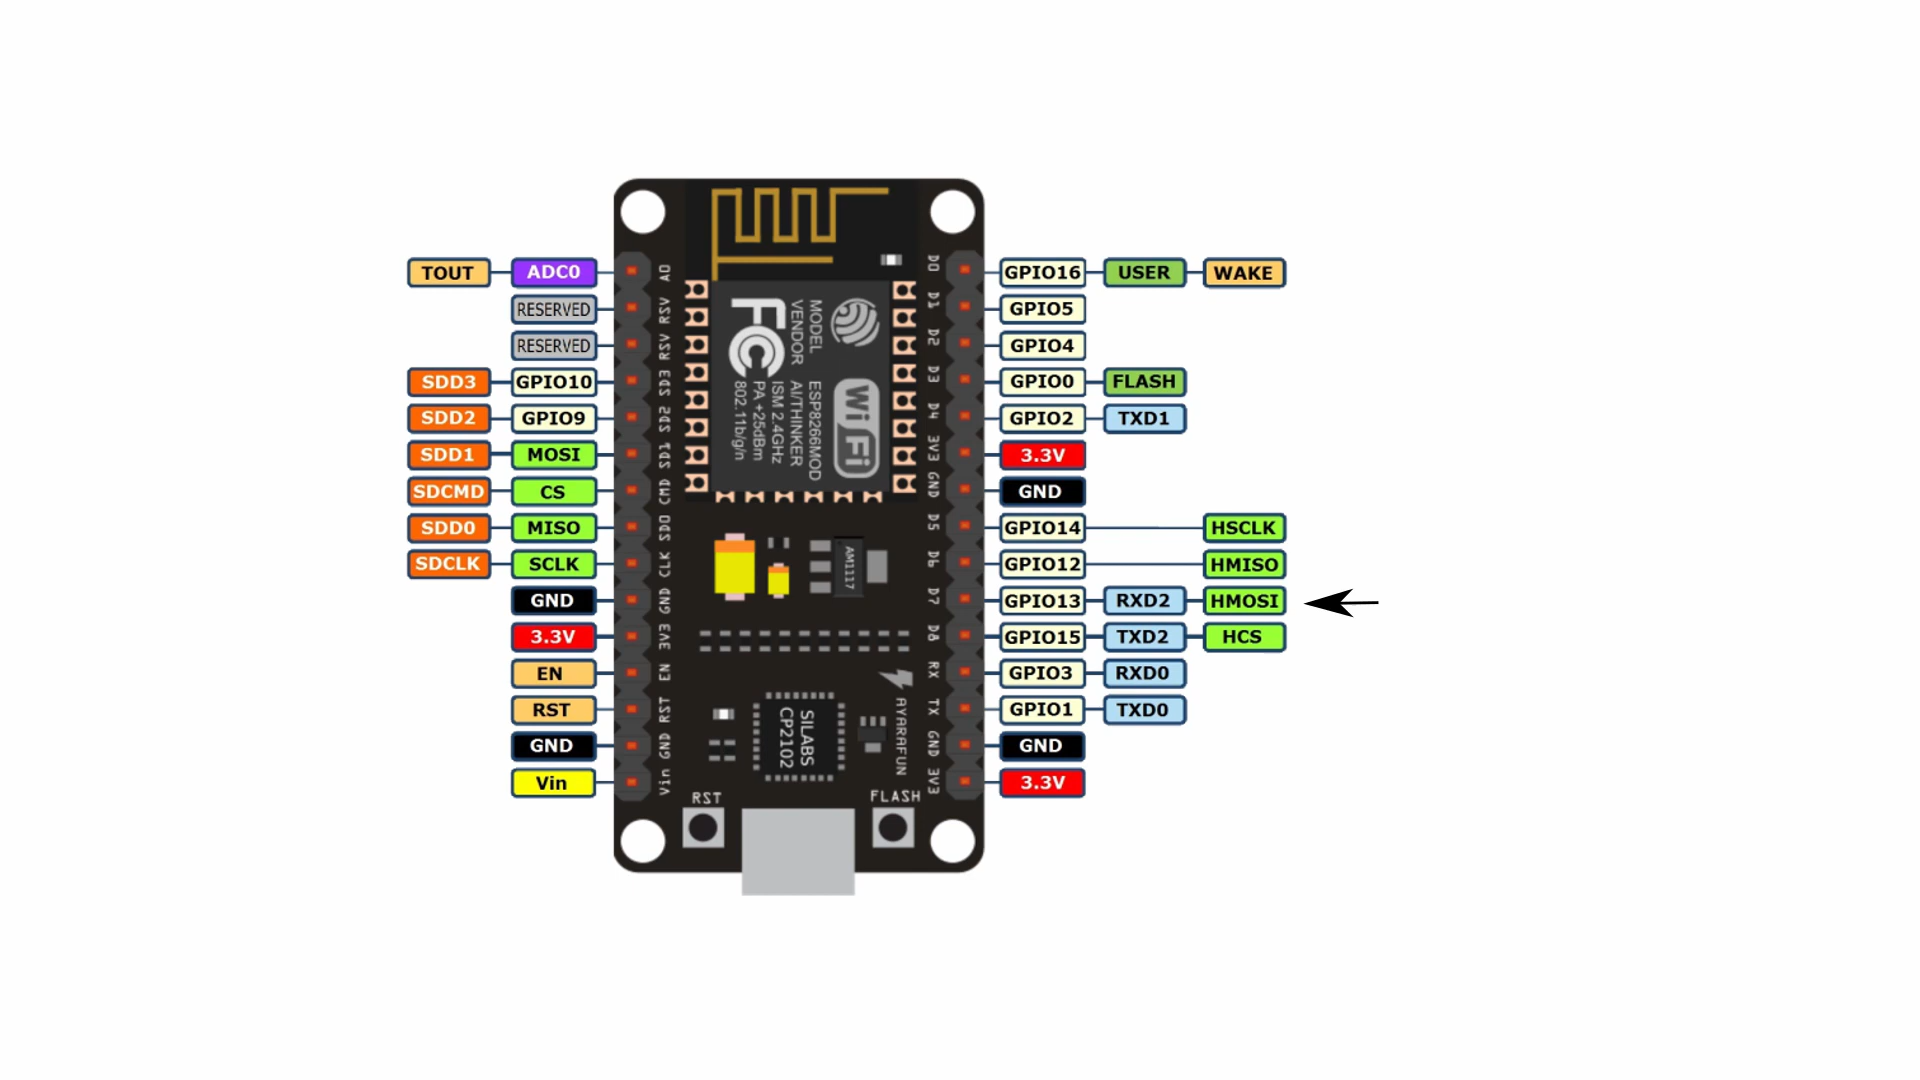 TOUT ADC0 A0 D0 GPIO16 USER WAKE
RESERVED RSV D1 GPIO5
RESERVED RSV D2 GPIO4
SDD3 GPIO10 SD3 D3 GPIO0 FLASH
SDD2 GPIO9 SD2 D4 GPIO2 TXD1
SDD1 MOSI SD1 3V3 3.3V
SDCMD CS CMD GND GND
SDD0 MISO SD0 D5 GPIO14 HSCLK
SDCLK SCLK CLK D6 GPIO12 HMISO
GND GND D7 GPIO13 RXD2 HMOSI
3.3V 3V3 D8 GPIO15 TXD2 HCS
EN EN RX GPIO3 RXD0
RST RST TX GPIO1 TXD0
GND GND GND GND
Vin Vin 3V3 3.3V
FC
MODEL
VENDOR
ESP8266MOD
AI/THINKER
ISM 2.4GHz
PA +25dBm
802.11b/g/n
Wi Fi
AM1117
SILABS
CP2102
AYARAFUN
RST
FLASH